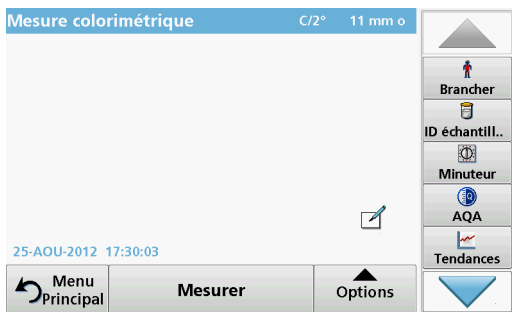 Mesure colorimétrique C/2° 11 mm o
Brancher
ID échantill..
Minuteur
AQA
Tendances
25-AOU-2012 17:30:03
Menu
Principal
Mesurer
Options